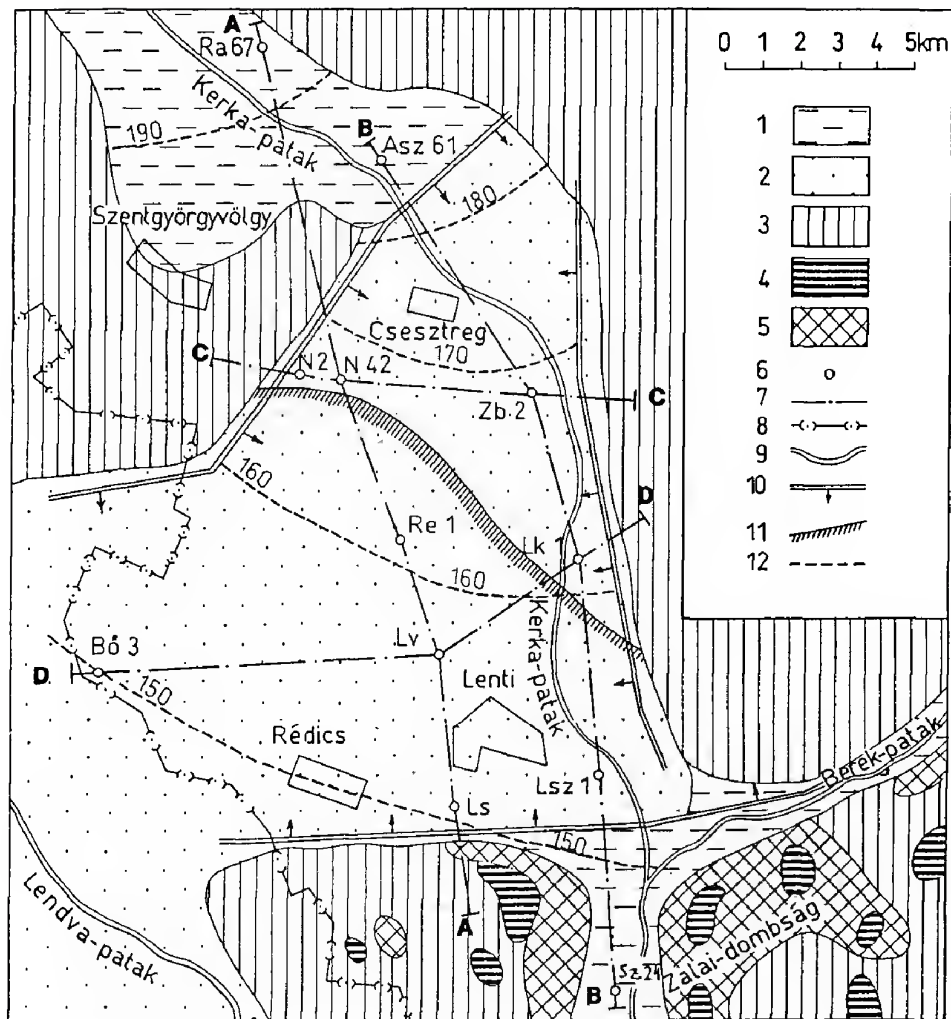 A
Ra 67
Kerka-patak
190
B
Asz 61
180
Szentgyörgyvölgy
Csesztreg
170
C
N 2
N 42
Zb. 2
C
160
Re 1
D
Lk 1
160
Kerka-patak
Lv
D
Bő 3
150
Lenti
Rédics
Lsz 1
Berek-patak
Ls
150
Lendva-patak
A
Sz.24
B
Zalai-dombság
0 1 2 3 4 5km
1
2
3
4
5
6
7
8
9
10
11
12